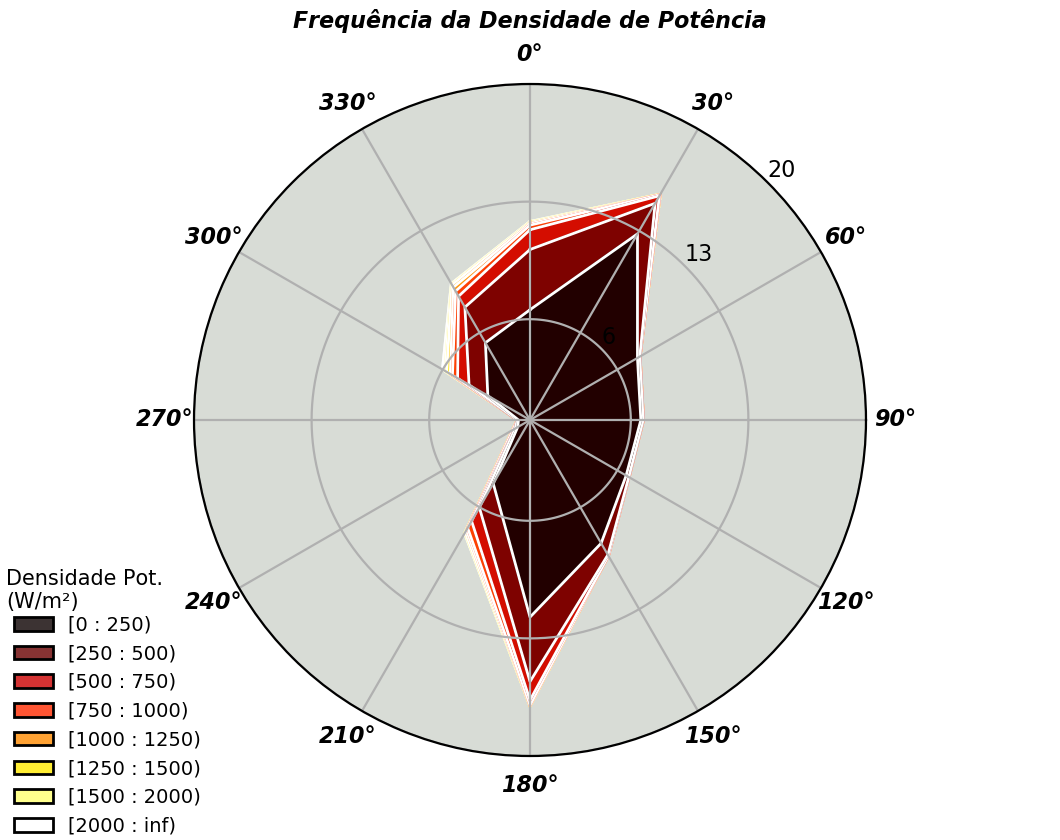 Frequência da Densidade de Potência
0°
330°
30°
20
300°
60°
13
6
270°
90°
240°
120°
210°
150°
180°
Densidade Pot.
(W/m²)
[0 : 250)
[250 : 500)
[500 : 750)
[750 : 1000)
[1000 : 1250)
[1250 : 1500)
[1500 : 2000)
[2000 : inf)